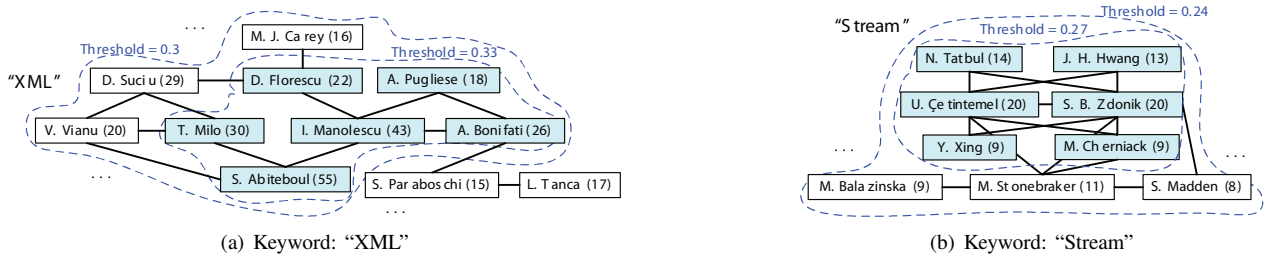 . . .
M. J. Carey (16)
Threshold = 0.3
Threshold = 0.33
"XML"
D. Suciu (29)
D. Florescu (22)
A. Pugliese (18)
V. Vianu (20)
T. Milo (30)
I. Manolescu (43)
A. Bonifati (26)
. . .
S. Abiteboul (55)
S. Paraboschi (15)
L. Tanca (17)
. . .
(a) Keyword: “XML”
Threshold = 0.24
"Stream"
Threshold = 0.27
N. Tatbul (14)
J. H. Hwang (13)
U. Çetintemel (20)
S. B. Zdonik (20)
Y. Xing (9)
M. Cherniack (9)
. . .
. . .
M. Balazinska (9)
M. Stonebraker (11)
S. Madden (8)
(b) Keyword: “Stream”